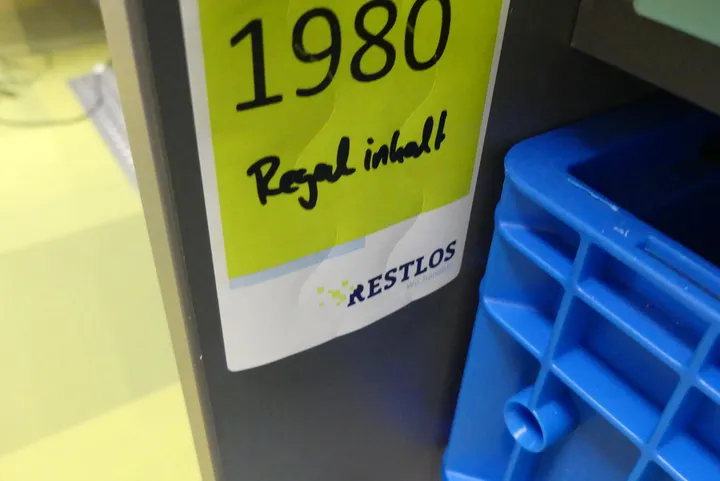 1980
Regal inhalt
RESTLOS